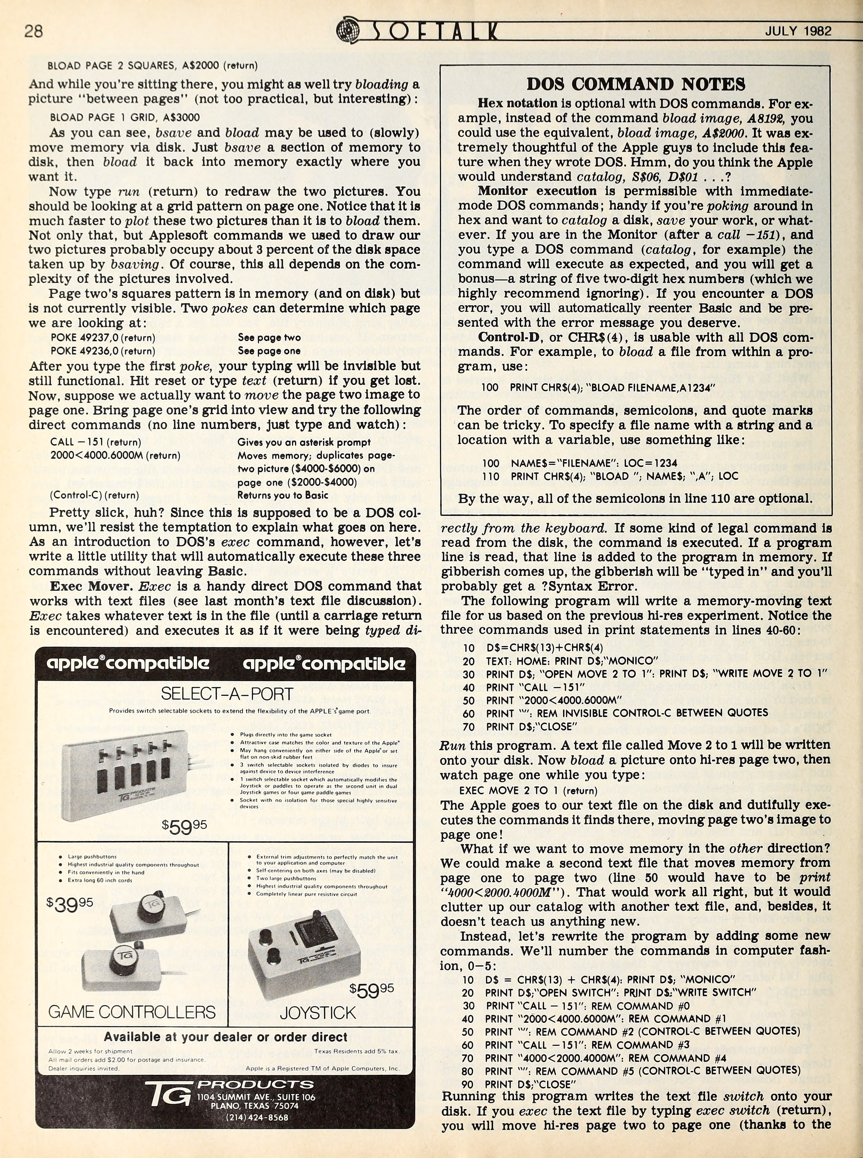 28
SOFTALK
JULY 1982
BLOAD PAGE 2 SQUARES, A$2000 (return)
And while you're sitting there, you might as well try bloading a
picture "between pages" (not too practical, but interesting):
BLOAD PAGE 1 GRID, A$3000
As you can see, bsave and bload may be used to (slowly)
move memory via disk. Just bsave a section of memory to
disk, then bload it back into memory exactly where you
want it.
Now type run (return) to redraw the two pictures. You
should be looking at a grid pattern on page one. Notice that it is
much faster to plot these two pictures than it is to bload them.
Not only that, but Applesoft commands we used to draw our
two pictures probably occupy about 3 percent of the disk space
taken up by bsaving. Of course, this all depends on the com-
plexity of the pictures involved.
Page two's squares pattern is in memory (and on disk) but
is not currently visible. Two pokes can determine which page
we are looking at:
POKE 49237,0 (return) See page two
POKE 49236,0 (return) See page one
After you type the first poke, your typing will be invisible but
still functional. Hit reset or type text (return) if you get lost.
Now, suppose we actually want to move the page two image to
page one. Bring page one's grid into view and try the following
direct commands (no line numbers, just type and watch):
CALL −151 (return) Gives you an asterisk prompt
2000<4000.6000M (return) Moves memory; duplicates page-
two picture ($4000-$6000) on
page one ($2000-$4000)
(Control-C) (return) Returns you to Basic
Pretty slick, huh? Since this is supposed to be a DOS col-
umn, we'll resist the temptation to explain what goes on here.
As an introduction to DOS's exec command, however, let's
write a little utility that will automatically execute these three
commands without leaving Basic.
Exec Mover. Exec is a handy direct DOS command that
works with text files (see last month's text file discussion).
Exec takes whatever text is in the file (until a carriage return
is encountered) and executes it as if it were being typed di-
DOS COMMAND NOTES
Hex notation is optional with DOS commands. For ex-
ample, instead of the command bload image, A8192, you
could use the equivalent, bload image, A$2000. It was ex-
tremely thoughtful of the Apple guys to include this fea-
ture when they wrote DOS. Hmm, do you think the Apple
would understand catalog, S$06, D$01 . . .?
Monitor execution is permissible with immediate-
mode DOS commands; handy if you're poking around in
hex and want to catalog a disk, save your work, or what-
ever. If you are in the Monitor (after a call −151), and
you type a DOS command (catalog, for example) the
command will execute as expected, and you will get a
bonus—a string of five two-digit hex numbers (which we
highly recommend ignoring). If you encounter a DOS
error, you will automatically reenter Basic and be pre-
sented with the error message you deserve.
Control-D, or CHR$(4), is usable with all DOS com-
mands. For example, to bload a file from within a pro-
gram, use:
100 PRINT CHR$(4); "BLOAD FILENAME,A1234"
The order of commands, semicolons, and quote marks
can be tricky. To specify a file name with a string and a
location with a variable, use something like:
100 NAME$="FILENAME": LOC=1234
110 PRINT CHR$(4); "BLOAD "; NAME$; ",A"; LOC
By the way, all of the semicolons in line 110 are optional.
rectly from the keyboard. If some kind of legal command is
read from the disk, the command is executed. If a program
line is read, that line is added to the program in memory. If
gibberish comes up, the gibberish will be "typed in" and you'll
probably get a ?Syntax Error.
The following program will write a memory-moving text
file for us based on the previous hi-res experiment. Notice the
three commands used in print statements in lines 40-60:
10 D$=CHR$(13)+CHR$(4)
20 TEXT: HOME: PRINT D$;"MONICO"
30 PRINT D$; "OPEN MOVE 2 TO 1": PRINT D$; "WRITE MOVE 2 TO 1"
40 PRINT "CALL −151"
50 PRINT "2000<4000.6000M"
60 PRINT "": REM INVISIBLE CONTROL-C BETWEEN QUOTES
70 PRINT D$;"CLOSE"
Run this program. A text file called Move 2 to 1 will be written
onto your disk. Now bload a picture onto hi-res page two, then
watch page one while you type:
EXEC MOVE 2 TO 1 (return)
The Apple goes to our text file on the disk and dutifully exe-
cutes the commands it finds there, moving page two's image to
page one!
What if we want to move memory in the other direction?
We could make a second text file that moves memory from
page one to page two (line 50 would have to be print
"4000<2000.4000M"). That would work all right, but it would
clutter up our catalog with another text file, and, besides, it
doesn't teach us anything new.
Instead, let's rewrite the program by adding some new
commands. We'll number the commands in computer fash-
ion, 0–5:
10 D$ = CHR$(13) + CHR$(4): PRINT D$; "MONICO"
20 PRINT D$;"OPEN SWITCH": PRINT D$;"WRITE SWITCH"
30 PRINT "CALL − 151": REM COMMAND #0
40 PRINT "2000<4000.6000M": REM COMMAND #1
50 PRINT "": REM COMMAND #2 (CONTROL-C BETWEEN QUOTES)
60 PRINT "CALL −151": REM COMMAND #3
70 PRINT "4000<2000.4000M": REM COMMAND #4
80 PRINT "": REM COMMAND #5 (CONTROL-C BETWEEN QUOTES)
90 PRINT D$;"CLOSE"
Running this program writes the text file switch onto your
disk. If you exec the text file by typing exec switch (return),
you will move hi-res page two to page one (thanks to the
apple® compatible apple® compatible
SELECT-A-PORT
Provides switch selectable sockets to extend the flexibility of the APPLE's® game port
• Plugs directly into the game socket
• Attractive case matches the color and texture of the Apple®
• May hang conveniently on either side of the Apple® or set
flat on non-skid rubber feet
• 3 switch selectable sockets isolated by diodes to insure
against device to device interference
• 1 switch selectable socket which automatically modifies the
Joystick or paddles to operate as the second unit in dual
Joystick games or four game paddle games
• Socket with no isolation for those special highly sensitive
devices
TG
$59.95
• Large pushbuttons
• Highest industrial quality components throughout
• Fits conveniently in the hand
• Extra long 60 inch cords
$39.95
TG
TG
GAME CONTROLLERS
• External trim adjustments to perfectly match the unit
to your application and computer
• Self centering on both axes (may be disabled)
• Two large pushbuttons
• Highest industrial quality components throughout
• Completely linear pure resistive circuit
$59.95
JOYSTICK
Available at your dealer or order direct
Allow 2 weeks for shipment.
All mail orders add $2.00 for postage and insurance.
Dealer inquiries invited.
Texas Residents add 5% tax.
Apple is a Registered TM of Apple Computers, Inc.
TG PRODUCTS
1104 SUMMIT AVE., SUITE 106
PLANO, TEXAS 75074
(214) 424-8568